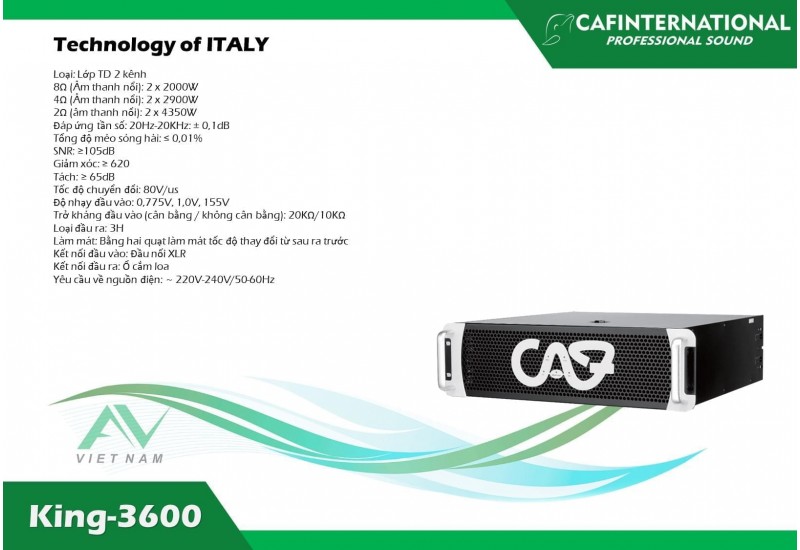 CAFINTERNATIONAL
PROFESSIONAL SOUND
Technology of ITALY
Loại: Lớp TD 2 kênh
8Ω (Âm thanh nổi): 2 x 2000W
4Ω (Âm thanh nổi): 2 x 2900W
2Ω (âm thanh nổi): 2 x 4350W
Đáp ứng tần số: 20Hz-20KHz: ± 0,1dB
Tổng độ méo sóng hài: ≤ 0,01%
SNR: ≥105dB
Giảm xóc: ≥ 620
Tách: ≥ 65dB
Tốc độ chuyển đổi: 80V/us
Độ nhạy đầu vào: 0,775V, 1,0V, 155V
Trở kháng đầu vào (cân bằng / không cân bằng): 20KΩ/10KΩ
Loại đầu ra: 3H
Làm mát: Bằng hai quạt làm mát tốc độ thay đổi từ sau ra trước
Kết nối đầu vào: Đầu nối XLR
Kết nối đầu ra: Ổ cắm loa
Yêu cầu về nguồn điện: ~ 220V-240V/50-60Hz
CAF
AV
VIET NAM
King-3600